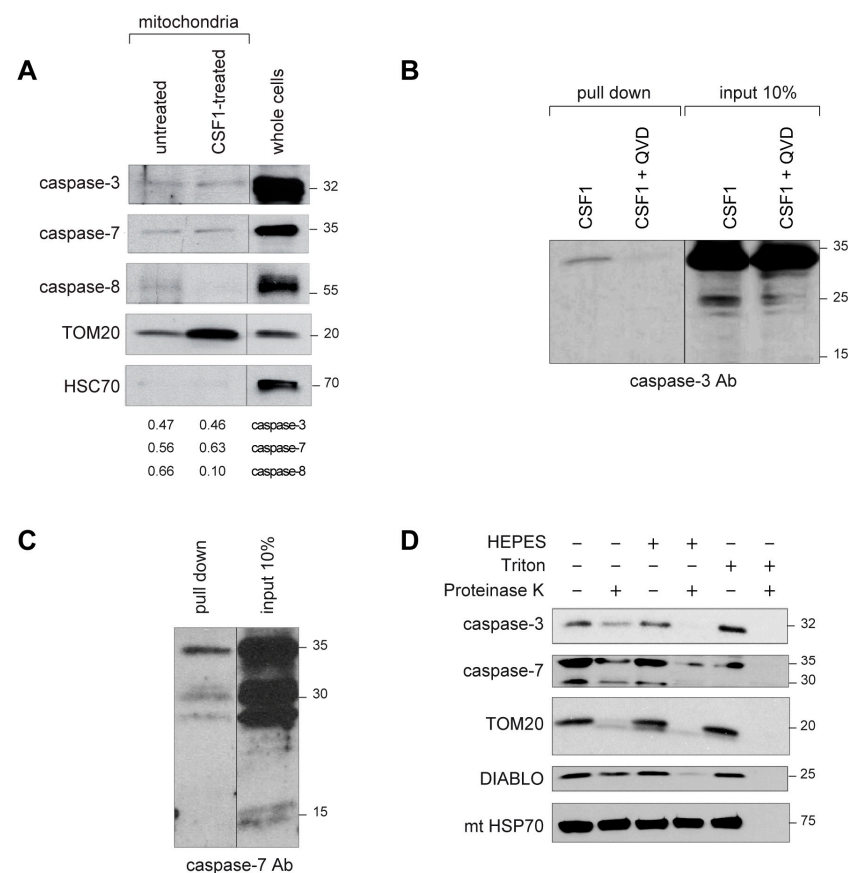 mitochondria
A
untreated
CSF1-treated
whole cells
caspase-3
32
caspase-7
35
caspase-8
55
TOM20
20
HSC70
70
0.47 0.46 caspase-3
0.56 0.63 caspase-7
0.66 0.10 caspase-8
B
pull down input 10%
CSF1
CSF1 + QVD
CSF1
CSF1 + QVD
35
25
15
caspase-3 Ab
C
pull down
input 10%
35
30
15
caspase-7 Ab
D
HEPES – – + + – –
Triton – – – – + +
Proteinase K – + – + – +
caspase-3
32
caspase-7
35
30
TOM20
20
DIABLO
25
mt HSP70
75